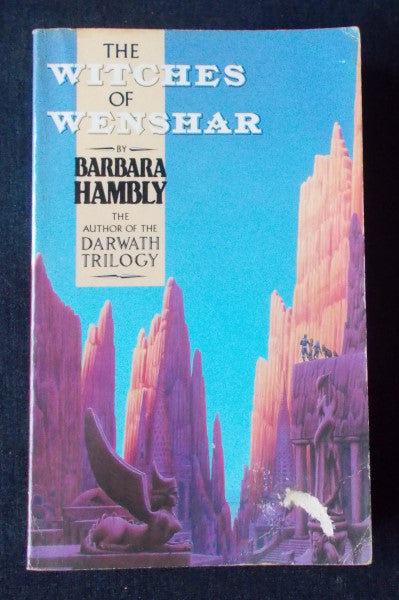 THE
WITCHES
OF
WENSHAR
BY
BARBARA
HAMBLY
THE
AUTHOR OF THE
DARWATH
TRILOGY